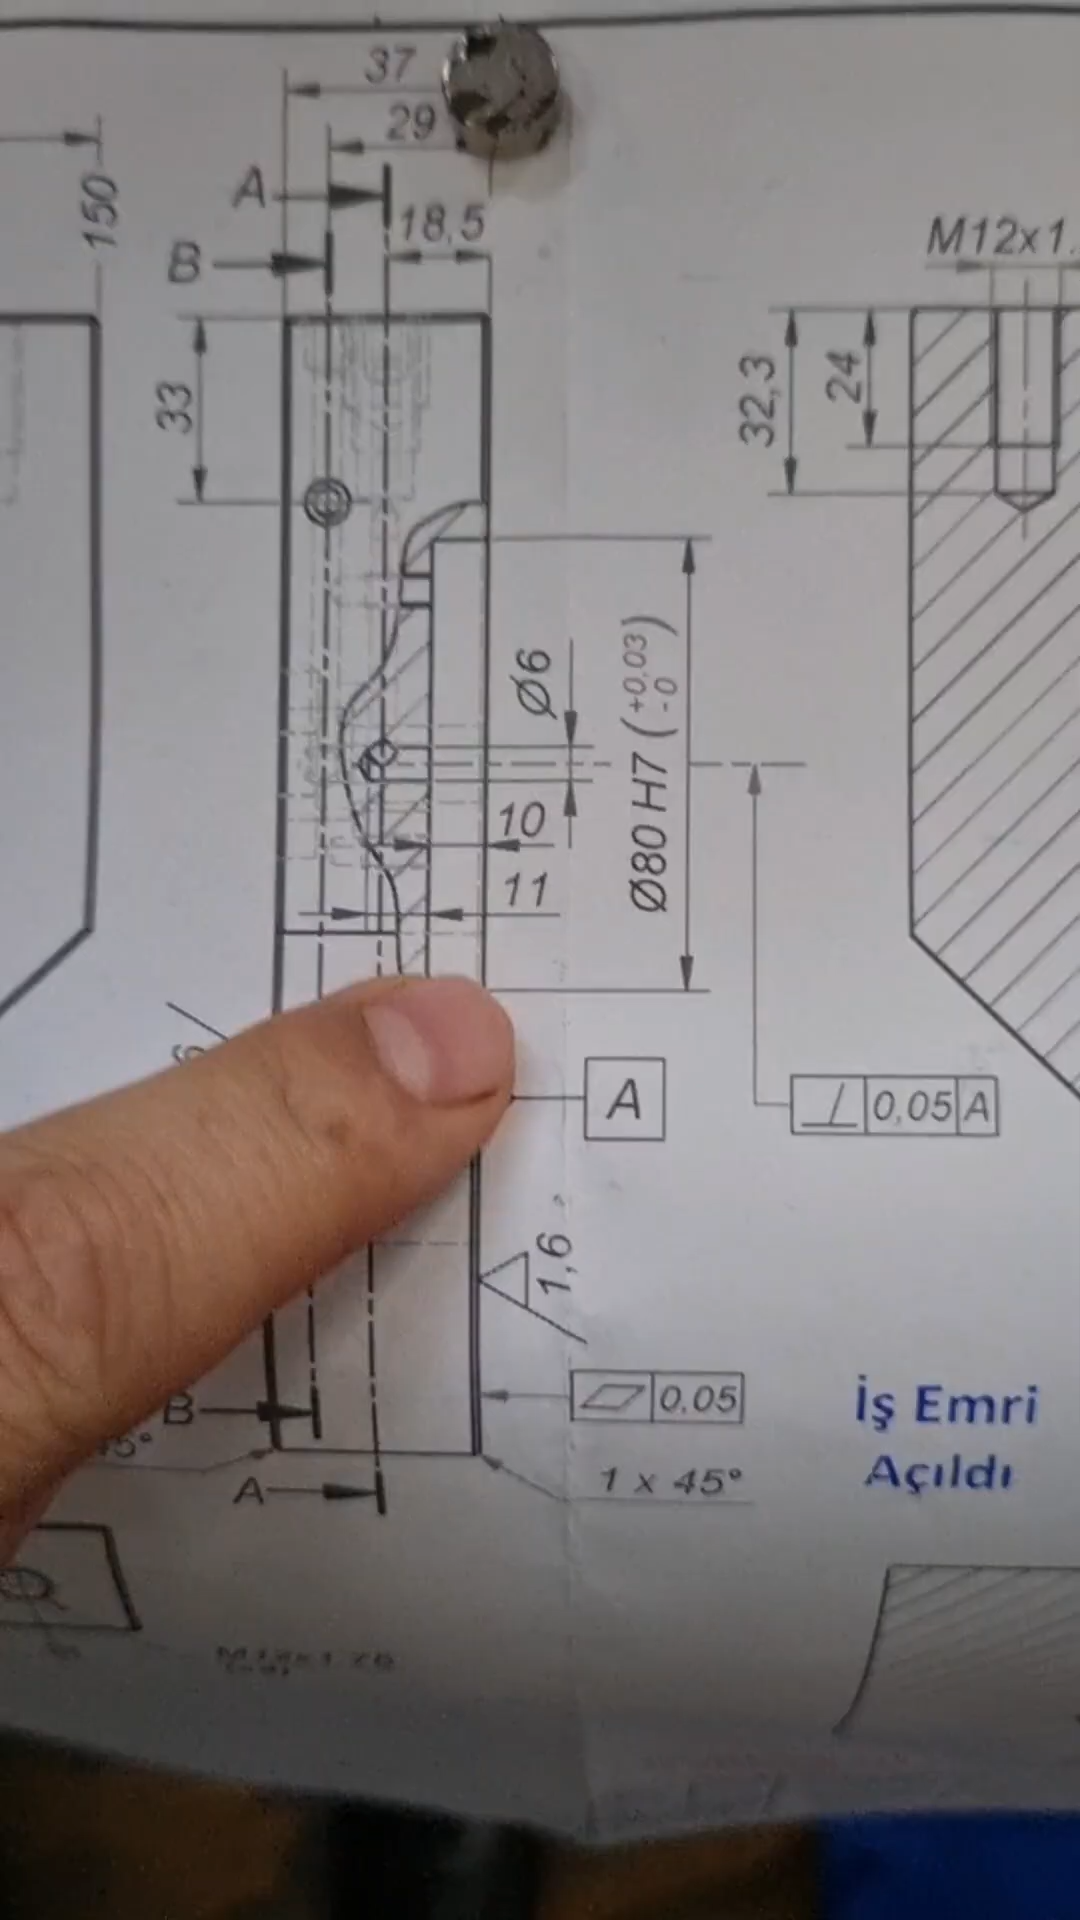 37
29
A
150
18,5
B
M12x1.
33
32,3
24
Ø6
Ø80 H7 (+0,03 -0)
10
11
A
⊥ 0,05 A
1,6
▱ 0,05
İş Emri
Açıldı
B
5°
1 x 45°
A